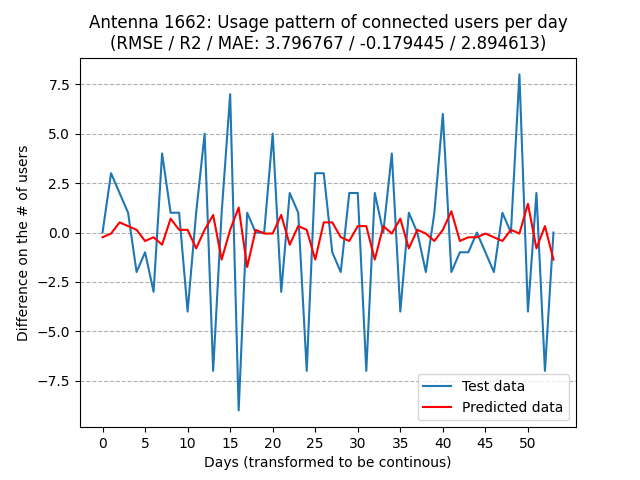 Antenna 1662: Usage pattern of connected users per day
(RMSE / R2 / MAE: 3.796767 / -0.179445 / 2.894613)
7.5
5.0
2.5
0.0
−2.5
−5.0
−7.5
Difference on the # of users
Test data
Predicted data
0 5 10 15 20 25 30 35 40 45 50
Days (transformed to be continous)